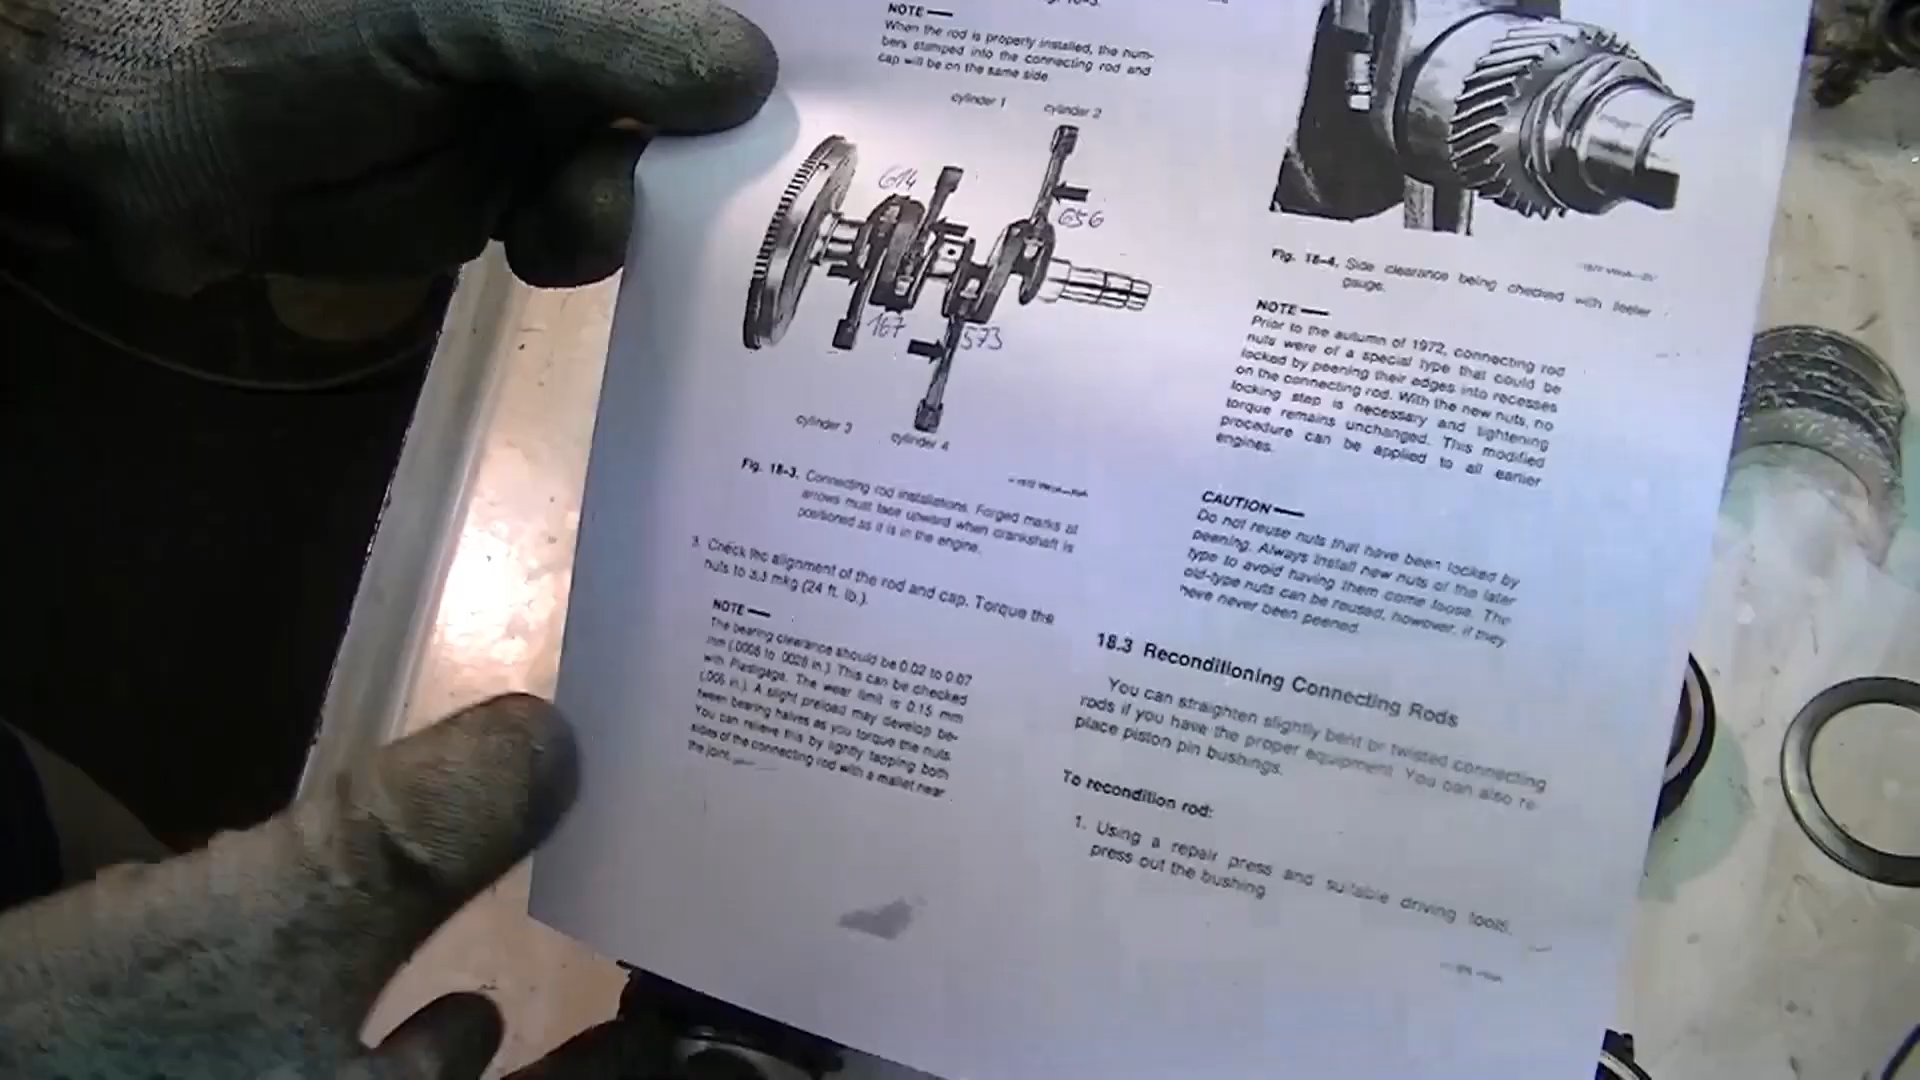 NOTE —
When the rod is properly installed, the num-
bers stamped into the connecting rod and
cap will be on the same side.
cylinder 1 cylinder 2
614
656
167
573
cylinder 3 cylinder 4
Fig. 18-3. Connecting rod installations. Forged marks at
arrows must face upward when crankshaft is
positioned as it is in the engine.
3. Check the alignment of the rod and cap. Torque the
nuts to 3.3 mkg (24 ft. lb.).
NOTE —
The bearing clearance should be 0.02 to 0.07
mm (.0008 to .0028 in.). This can be checked
with Plastigage. The wear limit is 0.15 mm
(.006 in.). A slight preload may develop be-
tween bearing halves as you torque the nuts.
You can relieve this by lightly tapping both
sides of the connecting rod with a mallet near
the joint.
Fig. 18-4. Side clearance being checked with feeler
gauge.
NOTE —
Prior to the autumn of 1972, connecting rod
nuts were of a special type that could be
locked by peening their edges into recesses
on the connecting rod. With the new nuts, no
locking step is necessary and tightening
torque remains unchanged. This modified
procedure can be applied to all earlier
engines.
CAUTION —
Do not reuse nuts that have been locked by
peening. Always install new nuts of the later
type to avoid having them come loose. The
old-type nuts can be reused, however, if they
have never been peened.
18.3 Reconditioning Connecting Rods
You can straighten slightly bent or twisted connecting
rods if you have the proper equipment. You can also re-
place piston pin bushings.
To recondition rod:
1. Using a repair press and suitable driving tools,
press out the bushing